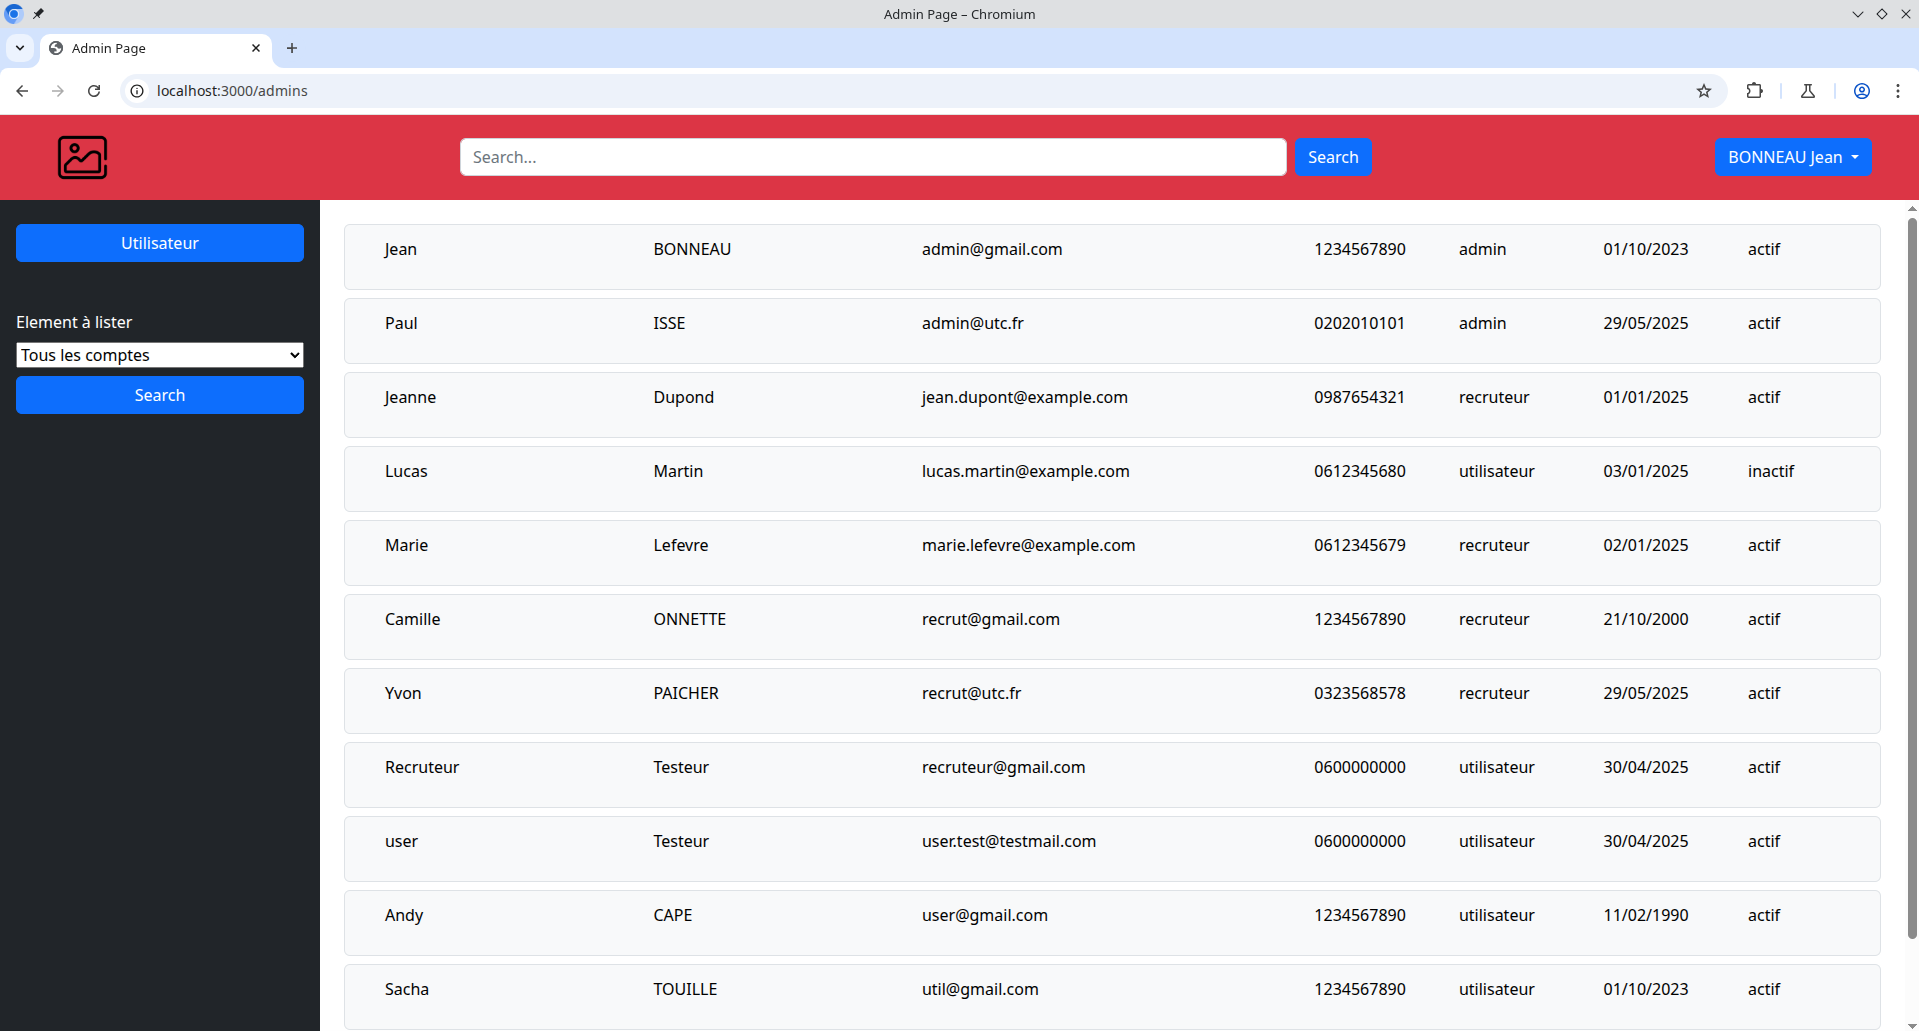 Admin Page – Chromium
Admin Page
localhost:3000/admins
Search...
Search
BONNEAU Jean
Utilisateur
Element à lister
Tous les comptes
Search
Jean BONNEAU admin@gmail.com 1234567890 admin 01/10/2023 actif
Paul ISSE admin@utc.fr 0202010101 admin 29/05/2025 actif
Jeanne Dupond jean.dupont@example.com 0987654321 recruteur 01/01/2025 actif
Lucas Martin lucas.martin@example.com 0612345680 utilisateur 03/01/2025 inactif
Marie Lefevre marie.lefevre@example.com 0612345679 recruteur 02/01/2025 actif
Camille ONNETTE recrut@gmail.com 1234567890 recruteur 21/10/2000 actif
Yvon PAICHER recrut@utc.fr 0323568578 recruteur 29/05/2025 actif
Recruteur Testeur recruteur@gmail.com 0600000000 utilisateur 30/04/2025 actif
user Testeur user.test@testmail.com 0600000000 utilisateur 30/04/2025 actif
Andy CAPE user@gmail.com 1234567890 utilisateur 11/02/1990 actif
Sacha TOUILLE util@gmail.com 1234567890 utilisateur 01/10/2023 actif